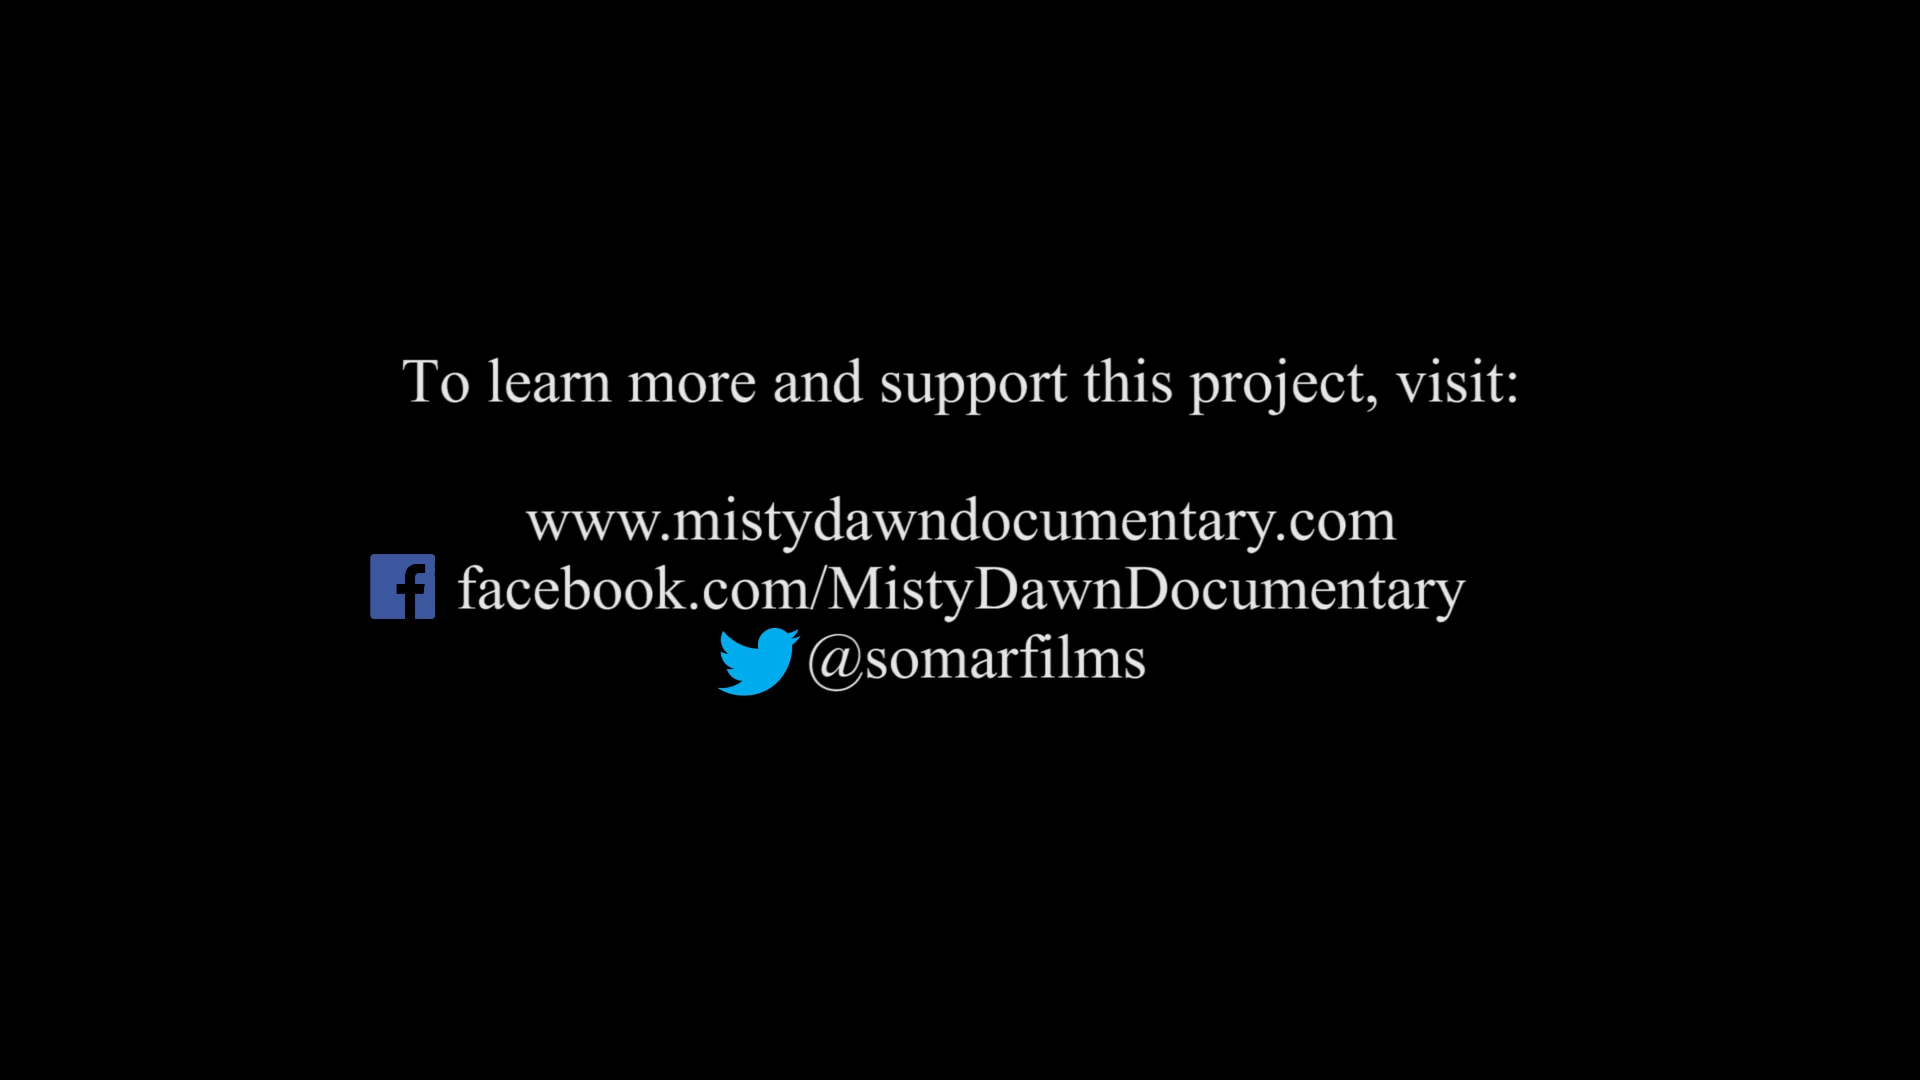 To learn more and support this project, visit:
www.mistydawndocumentary.com
facebook.com/MistyDawnDocumentary
@somarfilms